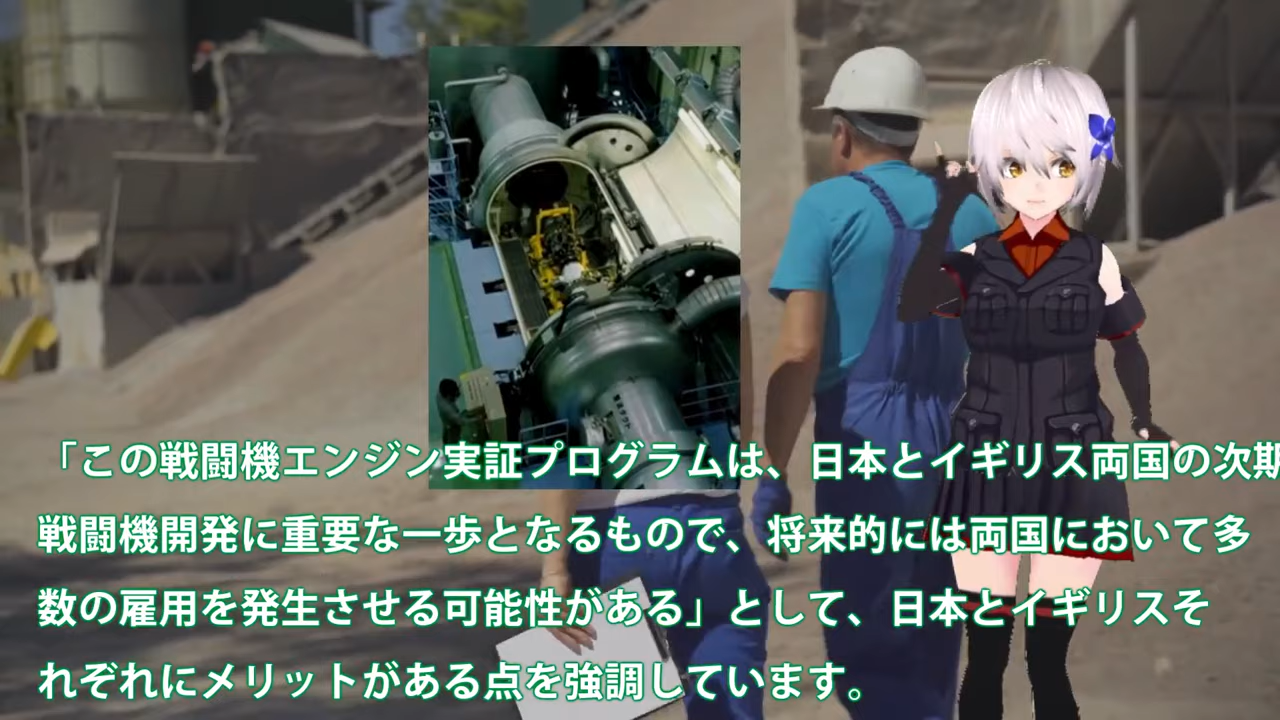 「この戦闘機エンジン実証プログラムは、日本とイギリス両国の次期
戦闘機開発に重要な一歩となるもので、将来的には両国において多
数の雇用を発生させる可能性がある」として、日本とイギリスそ
れぞれにメリットがある点を強調しています。